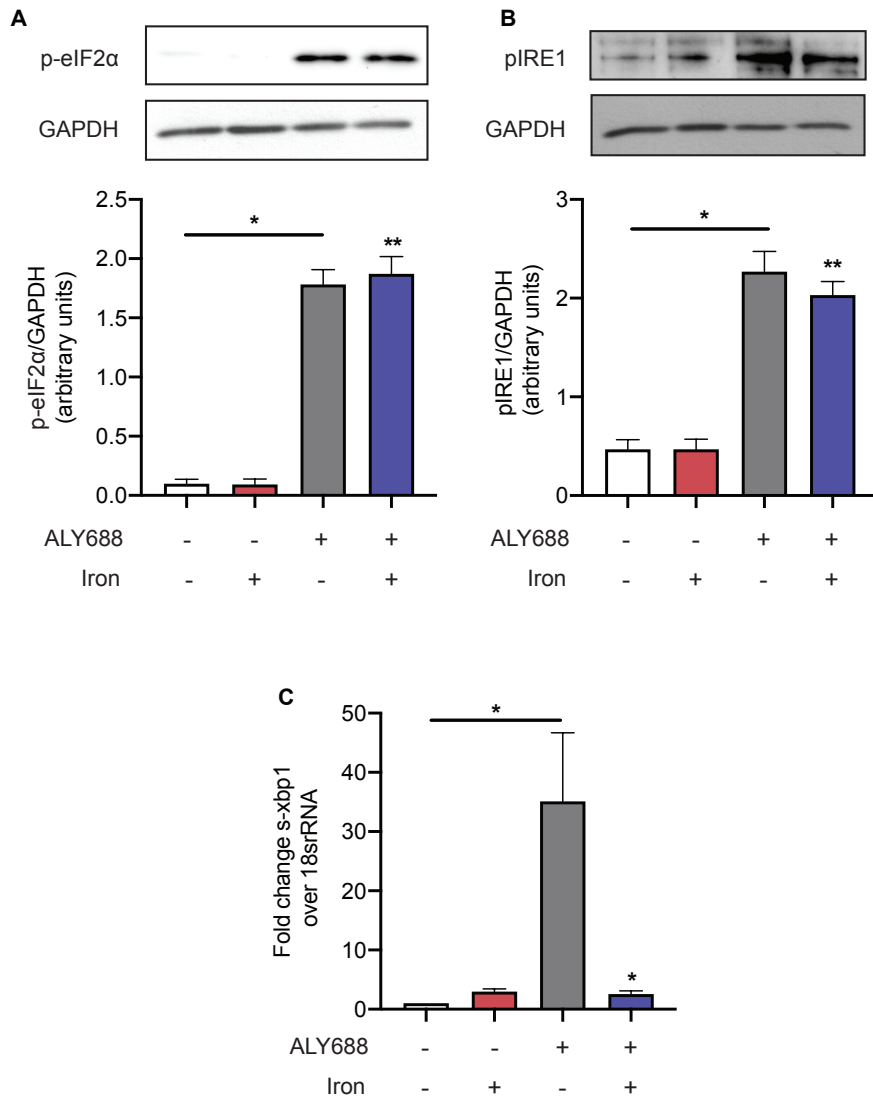 A
p-eIF2α
GAPDH
p-eIF2α/GAPDH
(arbitrary units)
2.5
2.0
1.5
1.0
0.5
0.0
*
**
ALY688 - - + +
Iron - + - +
B
pIRE1
GAPDH
pIRE1/GAPDH
(arbitrary units)
3
2
1
0
*
**
ALY688 - - + +
Iron - + - +
C
Fold change s-xbp1
over 18srRNA
50
40
30
20
10
0
*
*
ALY688 - - + +
Iron - + - +